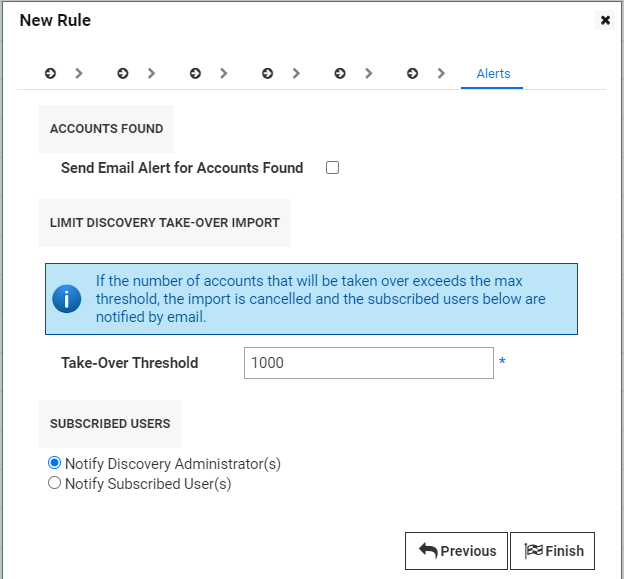 New Rule
Alerts
ACCOUNTS FOUND
Send Email Alert for Accounts Found
LIMIT DISCOVERY TAKE-OVER IMPORT
If the number of accounts that will be taken over exceeds the max
threshold, the import is cancelled and the subscribed users below are
notified by email.
Take-Over Threshold 1000 *
SUBSCRIBED USERS
Notify Discovery Administrator(s)
Notify Subscribed User(s)
Previous Finish